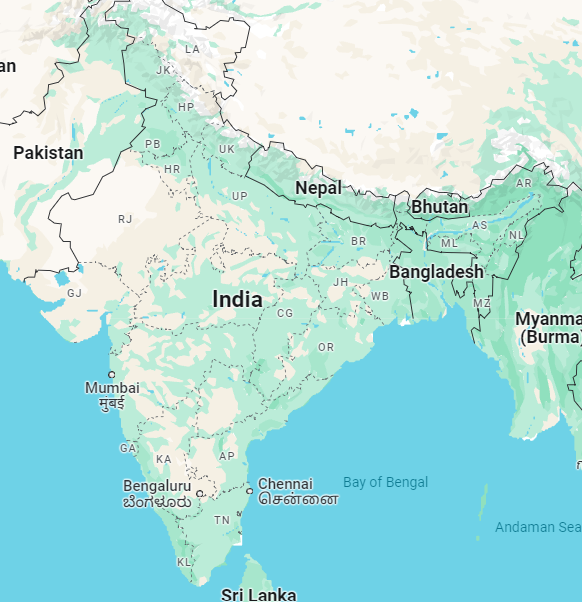 LA
an
JK
HP
PB
Pakistan
UK
HR
AR
Nepal
UP
Bhutan
RJ
AS
NL
BR
ML
Bangladesh
JH
GJ
WB
India
MZ
CG
Myanma
(Burma)
OR
Mumbai
मुंबई
GA
KA
AP
Bengaluru
ಬೆಂಗಳೂರು
Chennai
சென்னை
Bay of Bengal
TN
Andaman Sea
KL
Sri Lanka